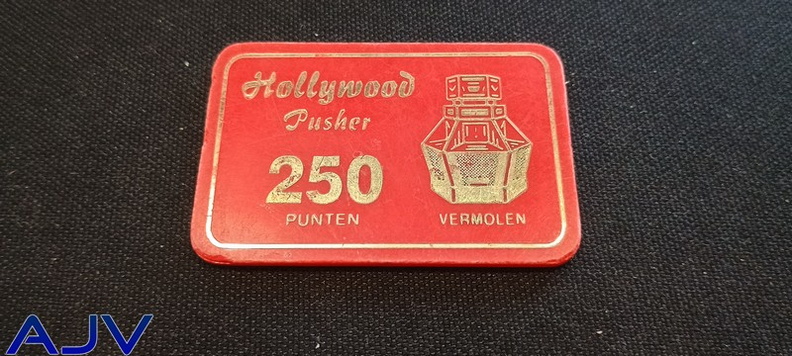 Hollywood
Pusher
250
PUNTEN
VERMOLEN
AJV